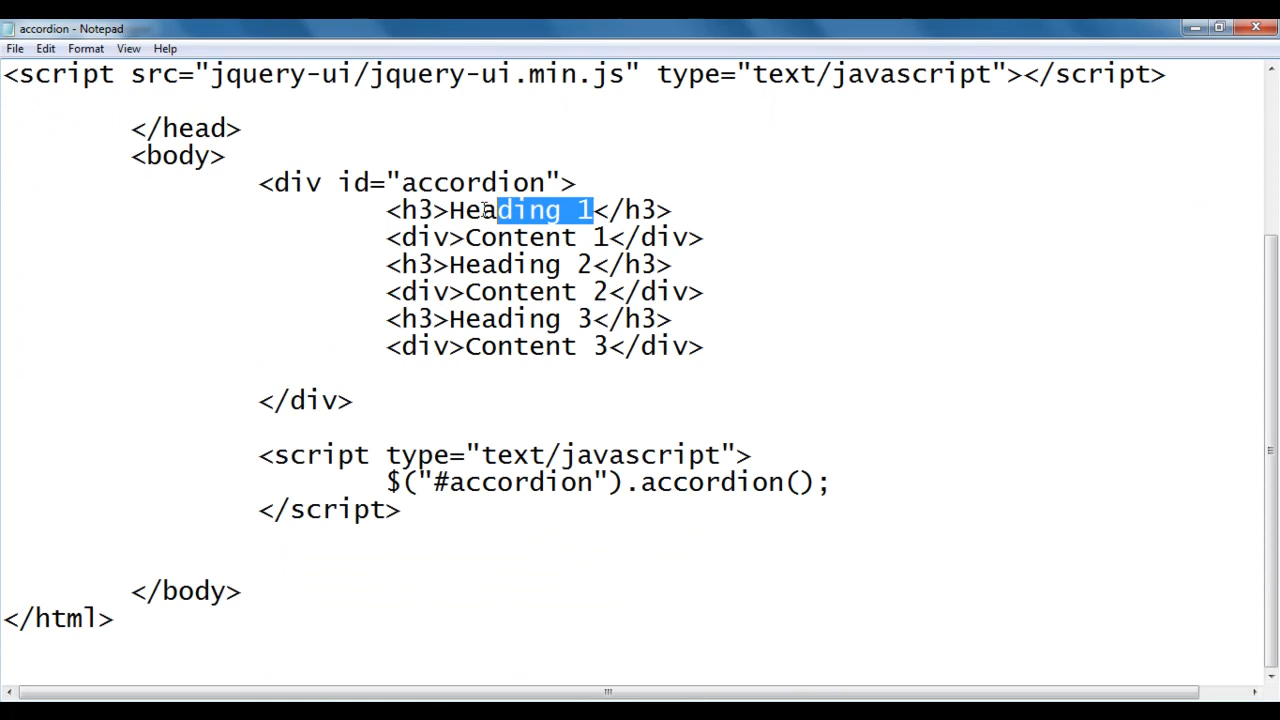 accordion - Notepad
File Edit Format View Help
<script src="jquery-ui/jquery-ui.min.js" type="text/javascript"></script>
</head>
<body>
<div id="accordion">
<h3>Heading 1</h3>
<div>Content 1</div>
<h3>Heading 2</h3>
<div>Content 2</div>
<h3>Heading 3</h3>
<div>Content 3</div>
</div>
<script type="text/javascript">
$("#accordion").accordion();
</script>
</body>
</html>